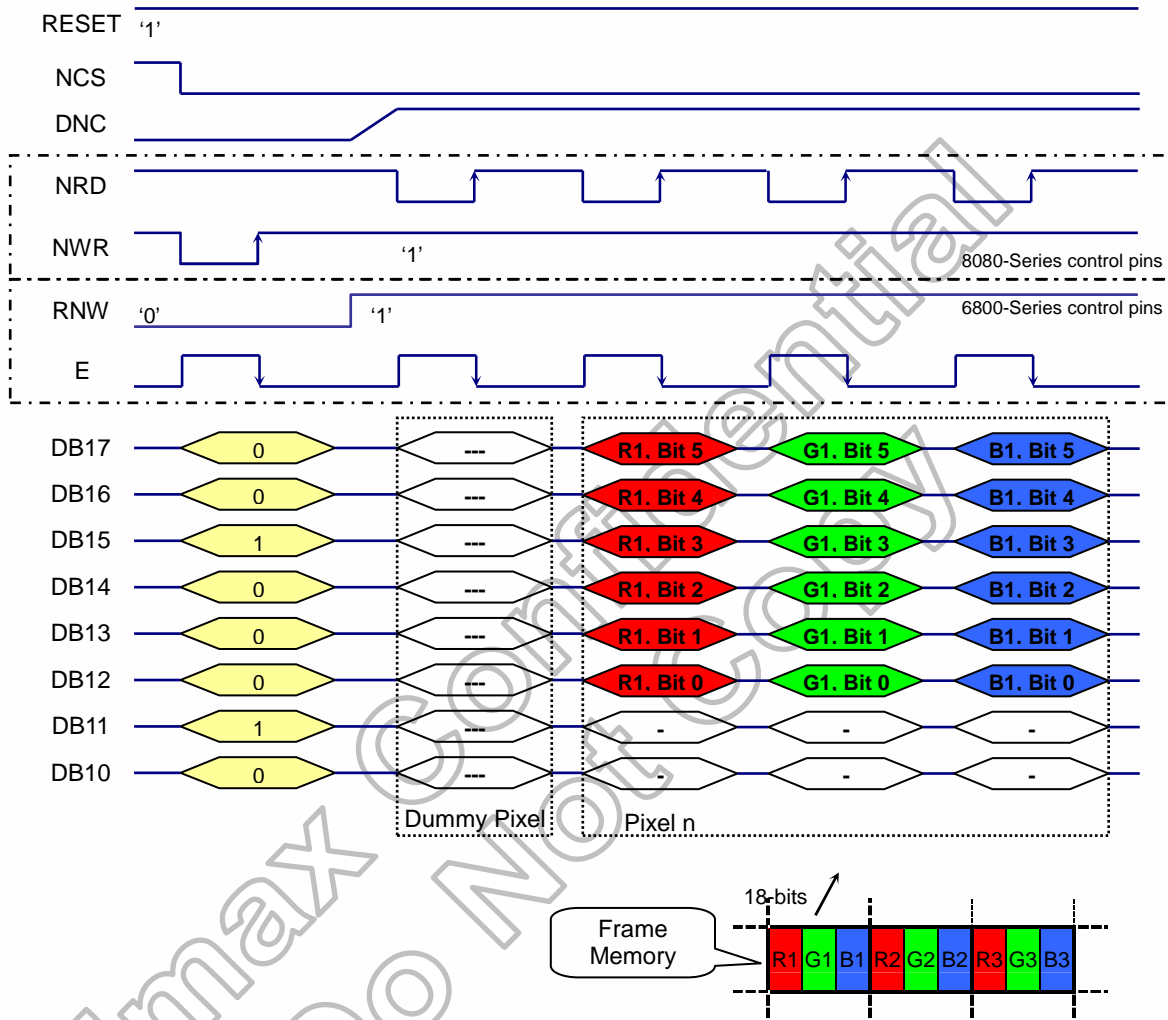 RESET '1'
NCS
DNC
NRD
NWR '1'
8080-Series control pins
RNW '0' '1' 6800-Series control pins
E
DB17 0 --- R1, Bit 5 G1, Bit 5 B1, Bit 5
DB16 0 --- R1, Bit 4 G1, Bit 4 B1, Bit 4
DB15 1 --- R1, Bit 3 G1, Bit 3 B1, Bit 3
DB14 0 --- R1, Bit 2 G1, Bit 2 B1, Bit 2
DB13 0 --- R1, Bit 1 G1, Bit 1 B1, Bit 1
DB12 0 --- R1, Bit 0 G1, Bit 0 B1, Bit 0
DB11 1 --- - - -
DB10 0 --- - - -
Dummy Pixel Pixel n
18-bits
Frame
Memory
R1 G1 B1 R2 G2 B2 R3 G3 B3
max Confidential
Do Not Copy